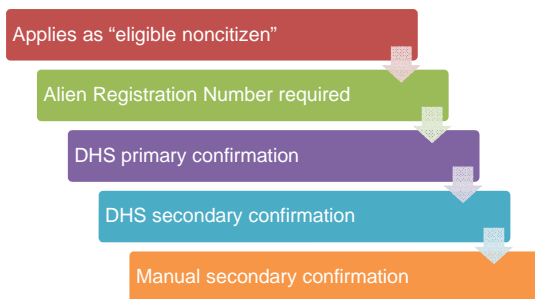 Applies as “eligible noncitizen”
Alien Registration Number required
DHS primary confirmation
DHS secondary confirmation
Manual secondary confirmation